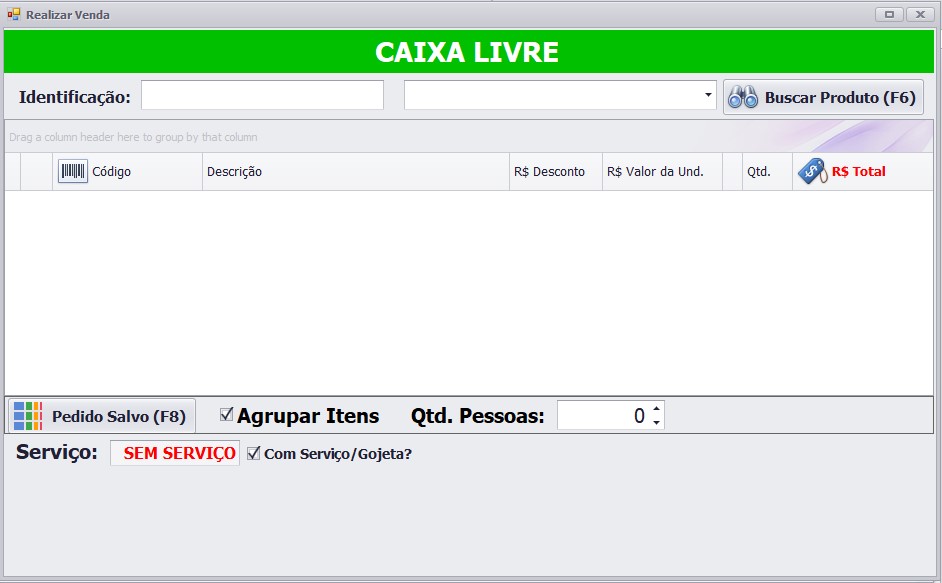 Realizar Venda
CAIXA LIVRE
Identificação: Buscar Produto (F6)
Drag a column header here to group by that column
Código Descrição R$ Desconto R$ Valor da Und. Qtd. R$ Total
Pedido Salvo (F8) Agrupar Itens Qtd. Pessoas: 0
Serviço: SEM SERVIÇO Com Serviço/Gojeta?